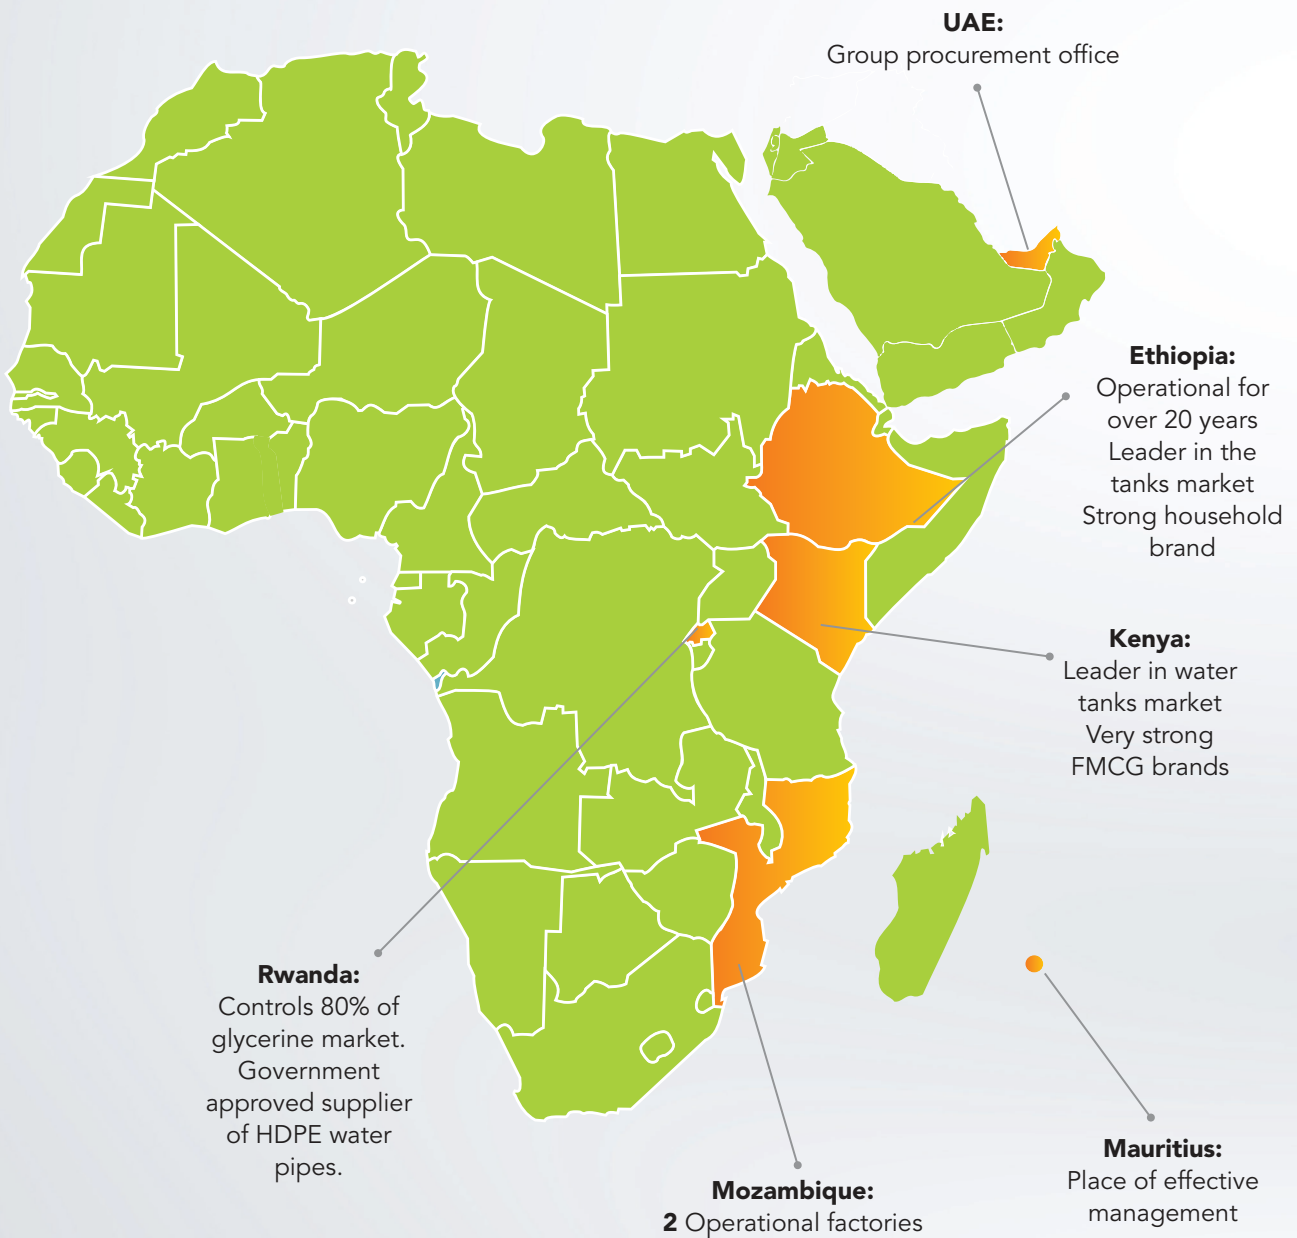 UAE:
Group procurement office
Ethiopia:
Operational for
over 20 years
Leader in the
tanks market
Strong household
brand
Kenya:
Leader in water
tanks market
Very strong
FMCG brands
Rwanda:
Controls 80% of
glycerine market.
Government
approved supplier
of HDPE water
pipes.
Mozambique:
2 Operational factories
Mauritius:
Place of effective
management